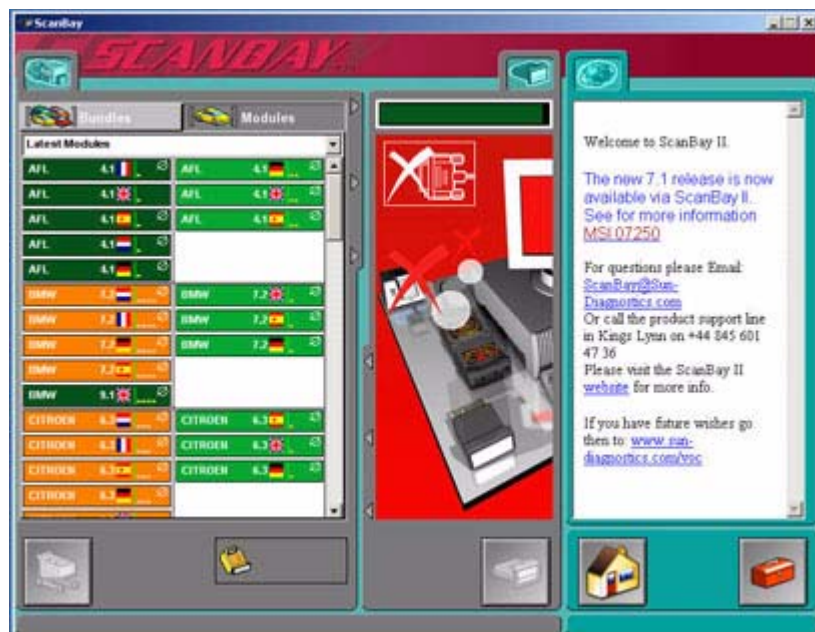 ScanBay
SCANBAY
Bundles
Modules
Latest Modules
AFL 4.1 AFL 4.1
AFL 4.1 AFL 4.1
AFL 4.1 AFL 4.1
AFL 4.1
AFL 4.1
BMW 7.2 BMW 7.2
BMW 7.2 BMW 7.2
BMW 7.2 BMW 7.2
BMW 7.2
BMW 9.1
CITROEN 6.3 CITROEN 6.3
CITROEN 6.3 CITROEN 6.3
CITROEN 6.3 CITROEN 6.3
CITROEN 6.3
Welcome to ScanBay II.
The new 7.1 release is now
available via ScanBay II.
See for more information
MSI 07250
For questions please Email:
ScanBay@Sun-
Diagnostics.com
Or call the product support line
in Kings Lynn on +44 845 601
47 36
Please visit the ScanBay II
website for more info.
If you have future wishes go
then to: www.sun-
diagnostics.com/voc